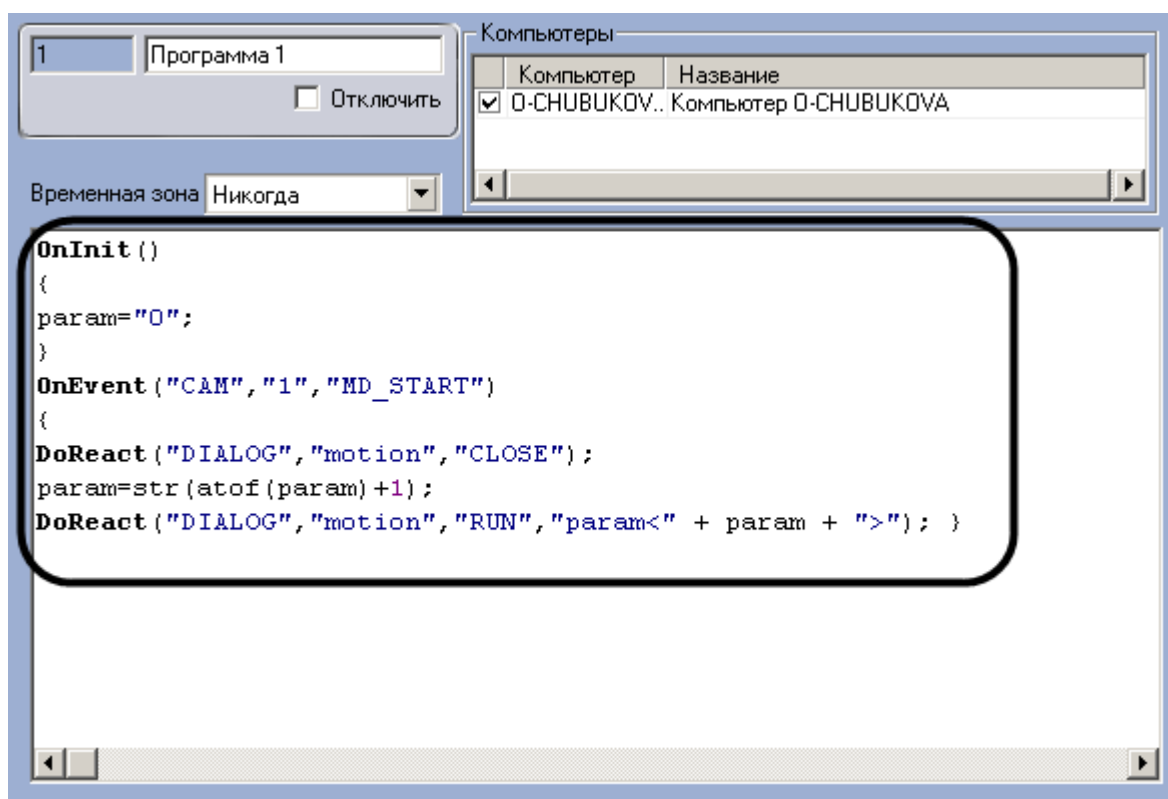 1 Программа 1
Отключить
Компьютеры
Компьютер Название
O-CHUBUKOV.. Компьютер O-CHUBUKOVA
Временная зона Никогда
OnInit()
{
param="0";
}
OnEvent("CAM","1","MD_START")
{
DoReact("DIALOG","motion","CLOSE");
param=str(atof(param)+1);
DoReact("DIALOG","motion","RUN","param<" + param + ">"); }